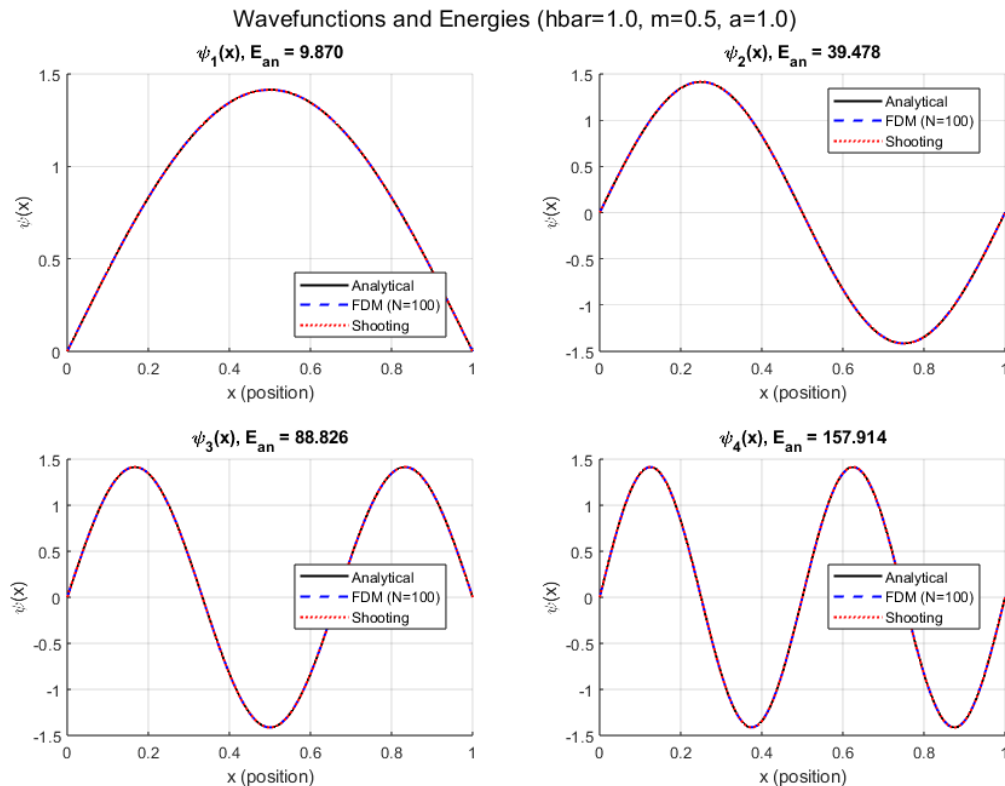 Wavefunctions and Energies (hbar=1.0, m=0.5, a=1.0)
ψ₁(x), E_an = 9.870
1.5
1
0.5
0
ψ(x)
0
0.2
0.4
0.6
0.8
1
x (position)
Analytical
FDM (N=100)
Shooting
ψ₂(x), E_an = 39.478
1.5
1
0.5
0
-0.5
-1
-1.5
ψ(x)
0
0.2
0.4
0.6
0.8
1
x (position)
Analytical
FDM (N=100)
Shooting
ψ₃(x), E_an = 88.826
1.5
1
0.5
0
-0.5
-1
-1.5
ψ(x)
0
0.2
0.4
0.6
0.8
1
x (position)
Analytical
FDM (N=100)
Shooting
ψ₄(x), E_an = 157.914
1.5
1
0.5
0
-0.5
-1
-1.5
ψ(x)
0
0.2
0.4
0.6
0.8
1
x (position)
Analytical
FDM (N=100)
Shooting